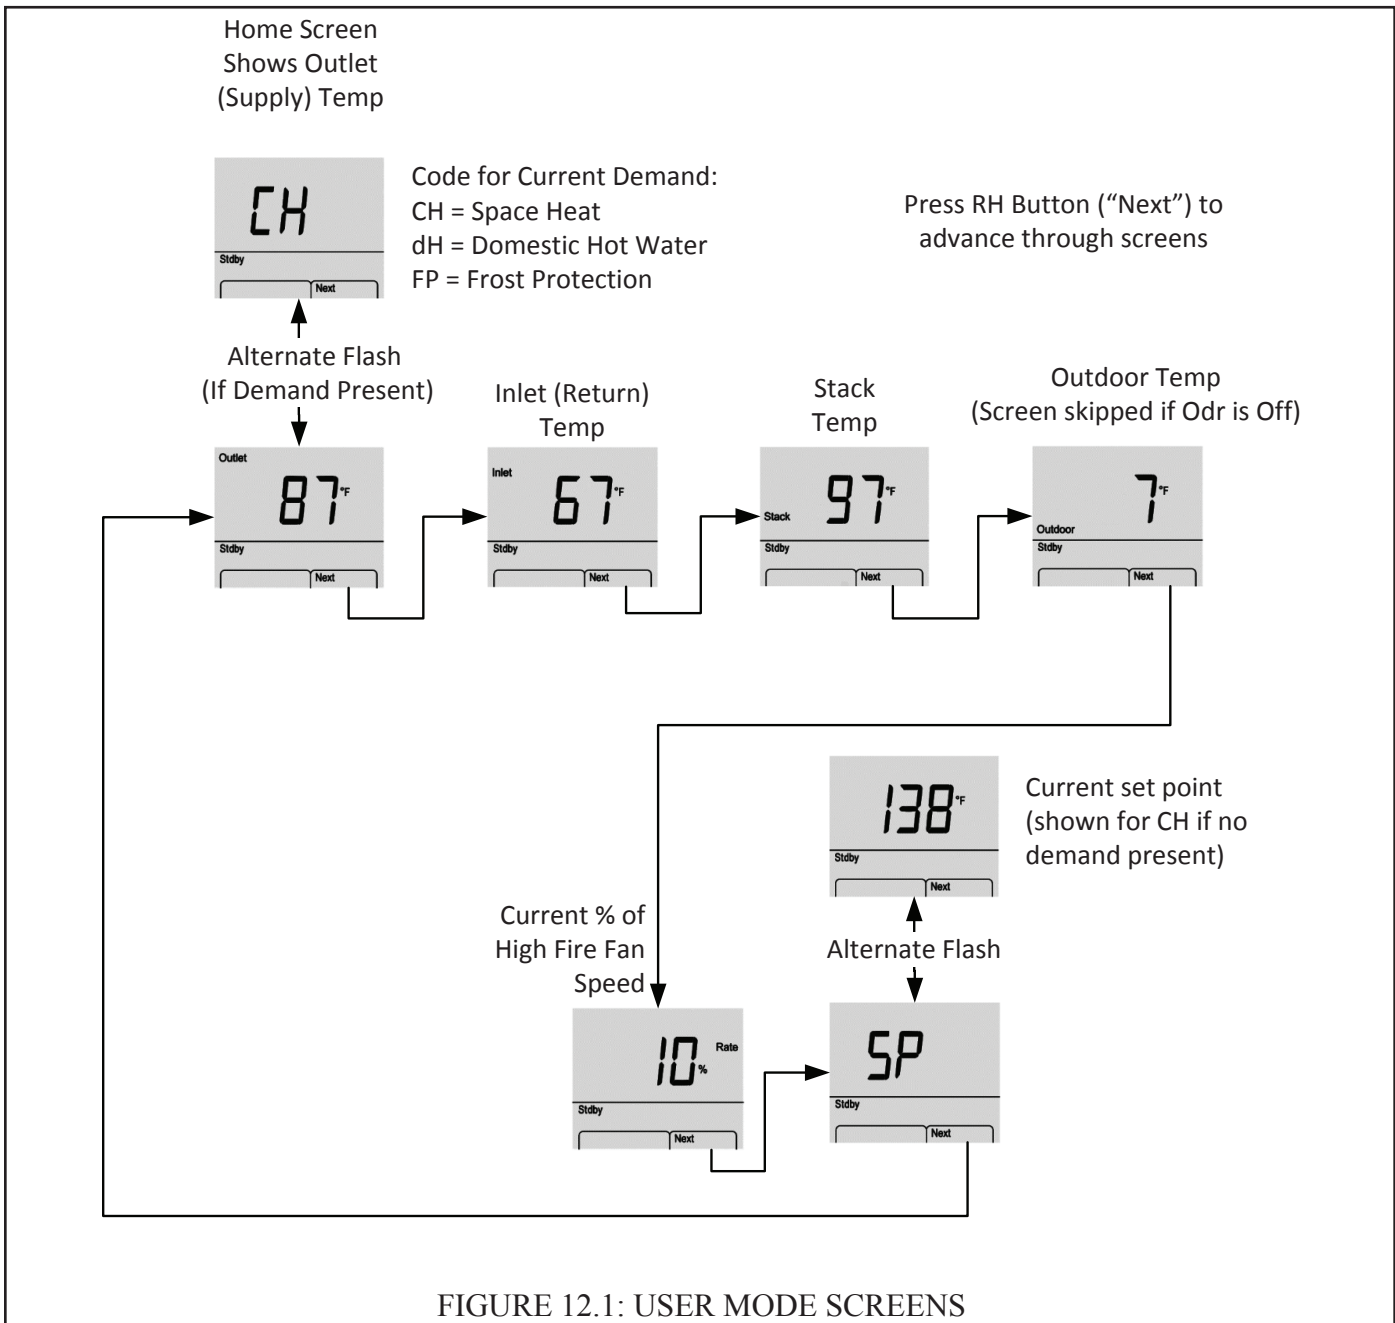 Home Screen
Shows Outlet
(Supply) Temp
CH
Stdby
Next
Code for Current Demand:
CH = Space Heat
dH = Domestic Hot Water
FP = Frost Protection
Press RH Button (“Next”) to
advance through screens
Alternate Flash
(If Demand Present)
Outlet
87°F
Stdby
Next
Inlet (Return)
Temp
Inlet
67°F
Stdby
Next
Stack
Temp
Stack
97°F
Stdby
Next
Outdoor Temp
(Screen skipped if Odr is Off)
7°F
Outdoor
Stdby
Next
Current % of
High Fire Fan
Speed
10% Rate
Stdby
Next
138°F
Stdby
Next
Current set point
(shown for CH if no
demand present)
Alternate Flash
SP
Stdby
Next
FIGURE 12.1: USER MODE SCREENS